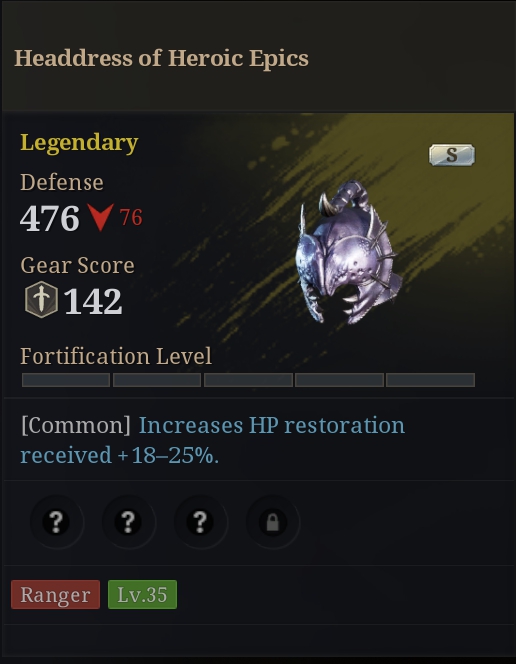 Headdress of Heroic Epics
Legendary
S
Defense
476 76
Gear Score
142
Fortification Level
[Common] Increases HP restoration
received +18–25%.
? ? ?
Ranger Lv.35